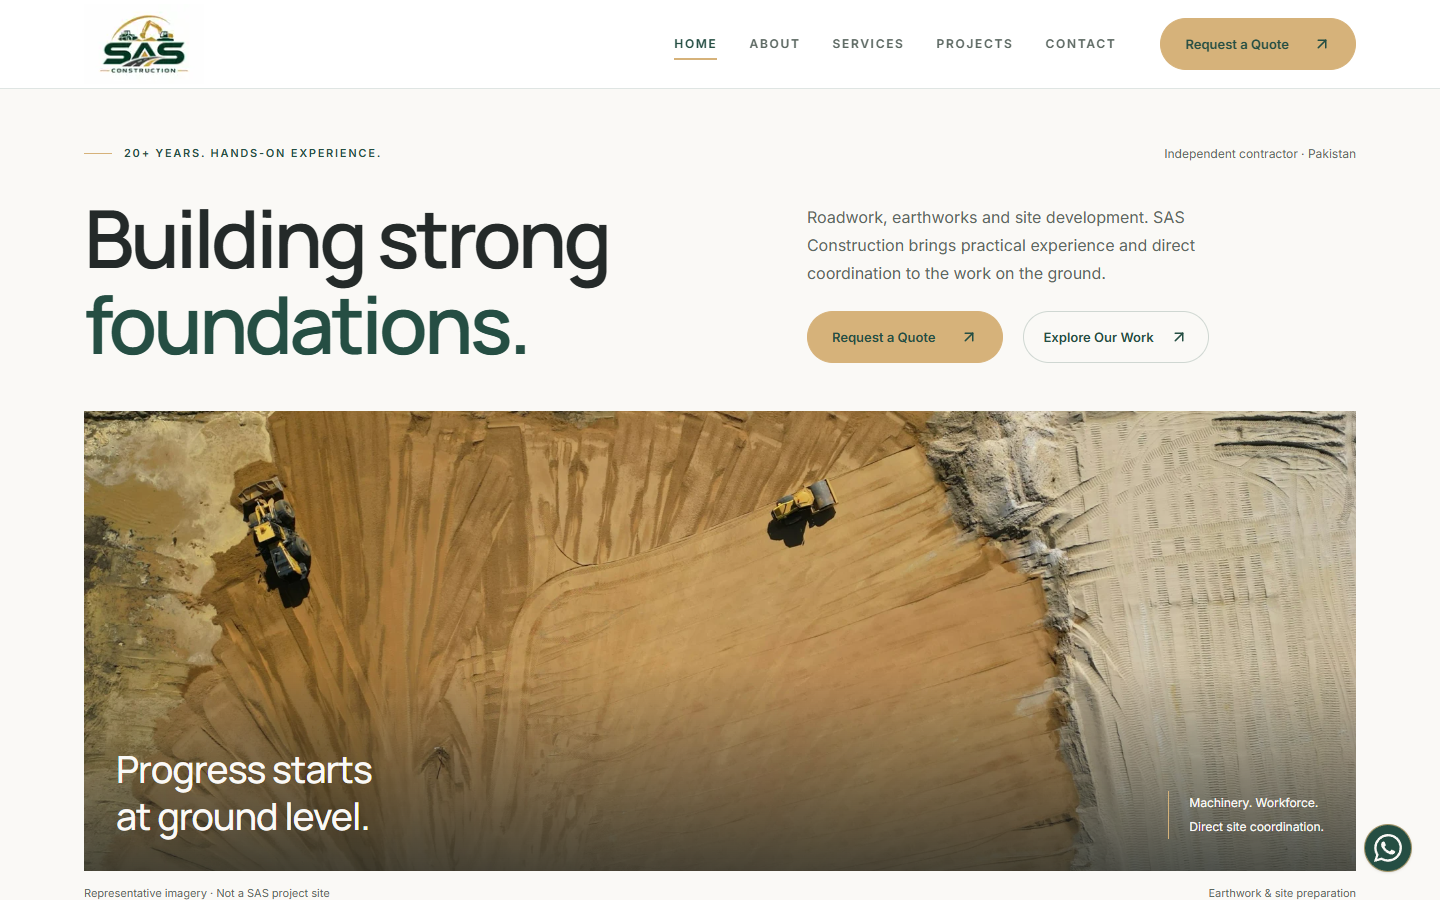 SAS
CONSTRUCTION
HOME
ABOUT
SERVICES
PROJECTS
CONTACT
Request a Quote
20+ YEARS. HANDS-ON EXPERIENCE.
Independent contractor · Pakistan
Building strong
foundations.
Roadwork, earthworks and site development. SAS
Construction brings practical experience and direct
coordination to the work on the ground.
Request a Quote
Explore Our Work
Progress starts
at ground level.
Machinery. Workforce.
Direct site coordination.
Representative imagery · Not a SAS project site
Earthwork & site preparation